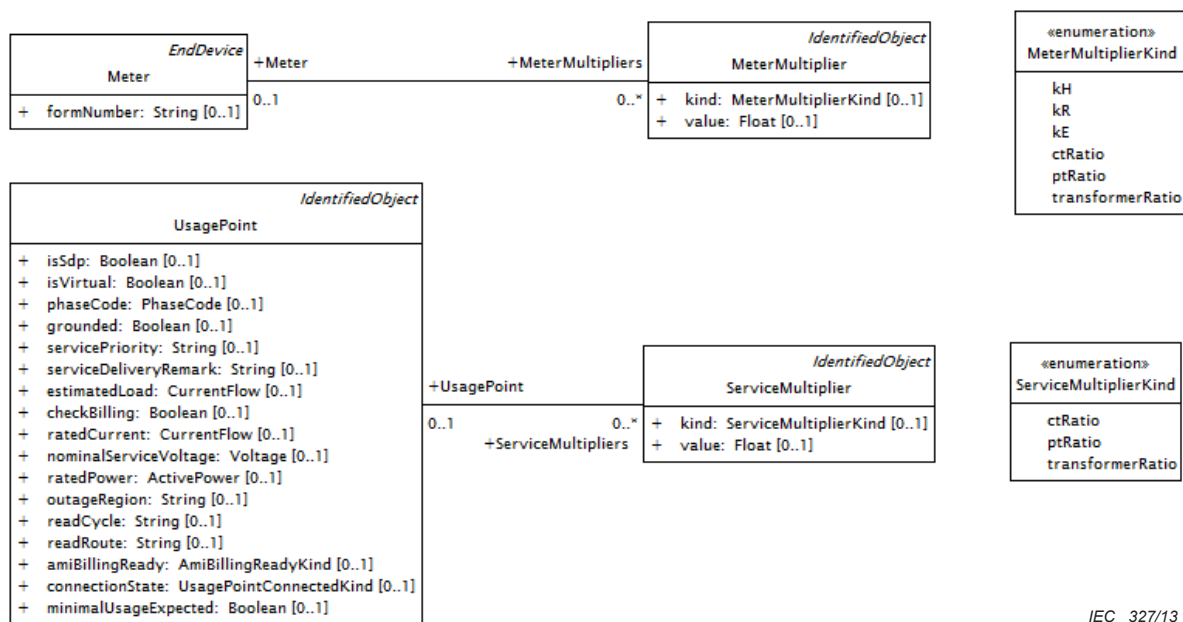 EndDevice
Meter
+ formNumber: String [0..1]
+Meter
+MeterMultipliers
0..1
0..*
IdentifiedObject
MeterMultiplier
+ kind: MeterMultiplierKind [0..1]
+ value: Float [0..1]
«enumeration»
MeterMultiplierKind
kH
kR
kE
ctRatio
ptRatio
transformerRatio
IdentifiedObject
UsagePoint
+ isSdp: Boolean [0..1]
+ isVirtual: Boolean [0..1]
+ phaseCode: PhaseCode [0..1]
+ grounded: Boolean [0..1]
+ servicePriority: String [0..1]
+ serviceDeliveryRemark: String [0..1]
+ estimatedLoad: CurrentFlow [0..1]
+ checkBilling: Boolean [0..1]
+ ratedCurrent: CurrentFlow [0..1]
+ nominalServiceVoltage: Voltage [0..1]
+ ratedPower: ActivePower [0..1]
+ outageRegion: String [0..1]
+ readCycle: String [0..1]
+ readRoute: String [0..1]
+ amiBillingReady: AmiBillingReadyKind [0..1]
+ connectionState: UsagePointConnectedKind [0..1]
+ minimalUsageExpected: Boolean [0..1]
+UsagePoint
0..1
0..*
+ServiceMultipliers
IdentifiedObject
ServiceMultiplier
+ kind: ServiceMultiplierKind [0..1]
+ value: Float [0..1]
«enumeration»
ServiceMultiplierKind
ctRatio
ptRatio
transformerRatio
IEC 327/13